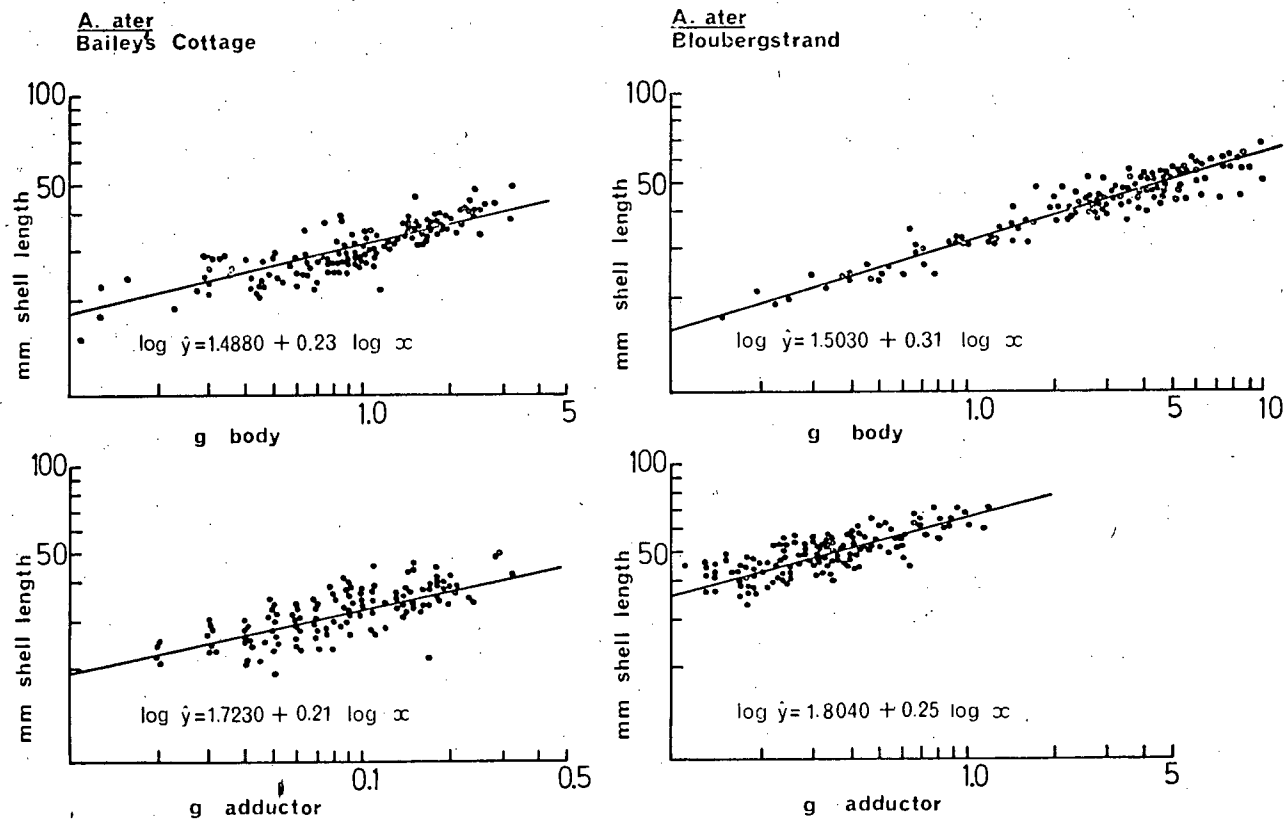 A. ater
Bailey's Cottage
100
50
mm shell length
log ŷ=1.4880 + 0.23 log x
1.0
5
g body
A. ater
Bloubergstrand
100
50
mm shell length
log ŷ=1.5030 + 0.31 log x
1.0
5
10
g body
100
50
mm shell length
log ŷ=1.7230 + 0.21 log x
0.1
0.5
g adductor
100
50
mm shell length
log ŷ=1.8040 + 0.25 log x
1.0
5
g adductor